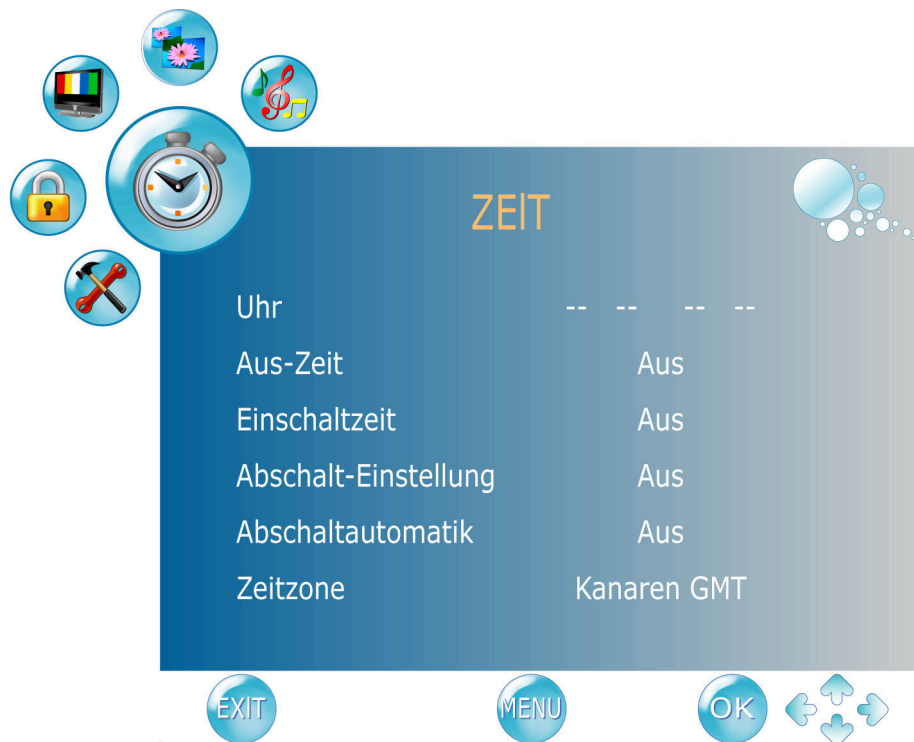 ZEIT
Uhr -- -- -- --
Aus-Zeit Aus
Einschaltzeit Aus
Abschalt-Einstellung Aus
Abschaltautomatik Aus
Zeitzone Kanaren GMT
EXIT MENU OK